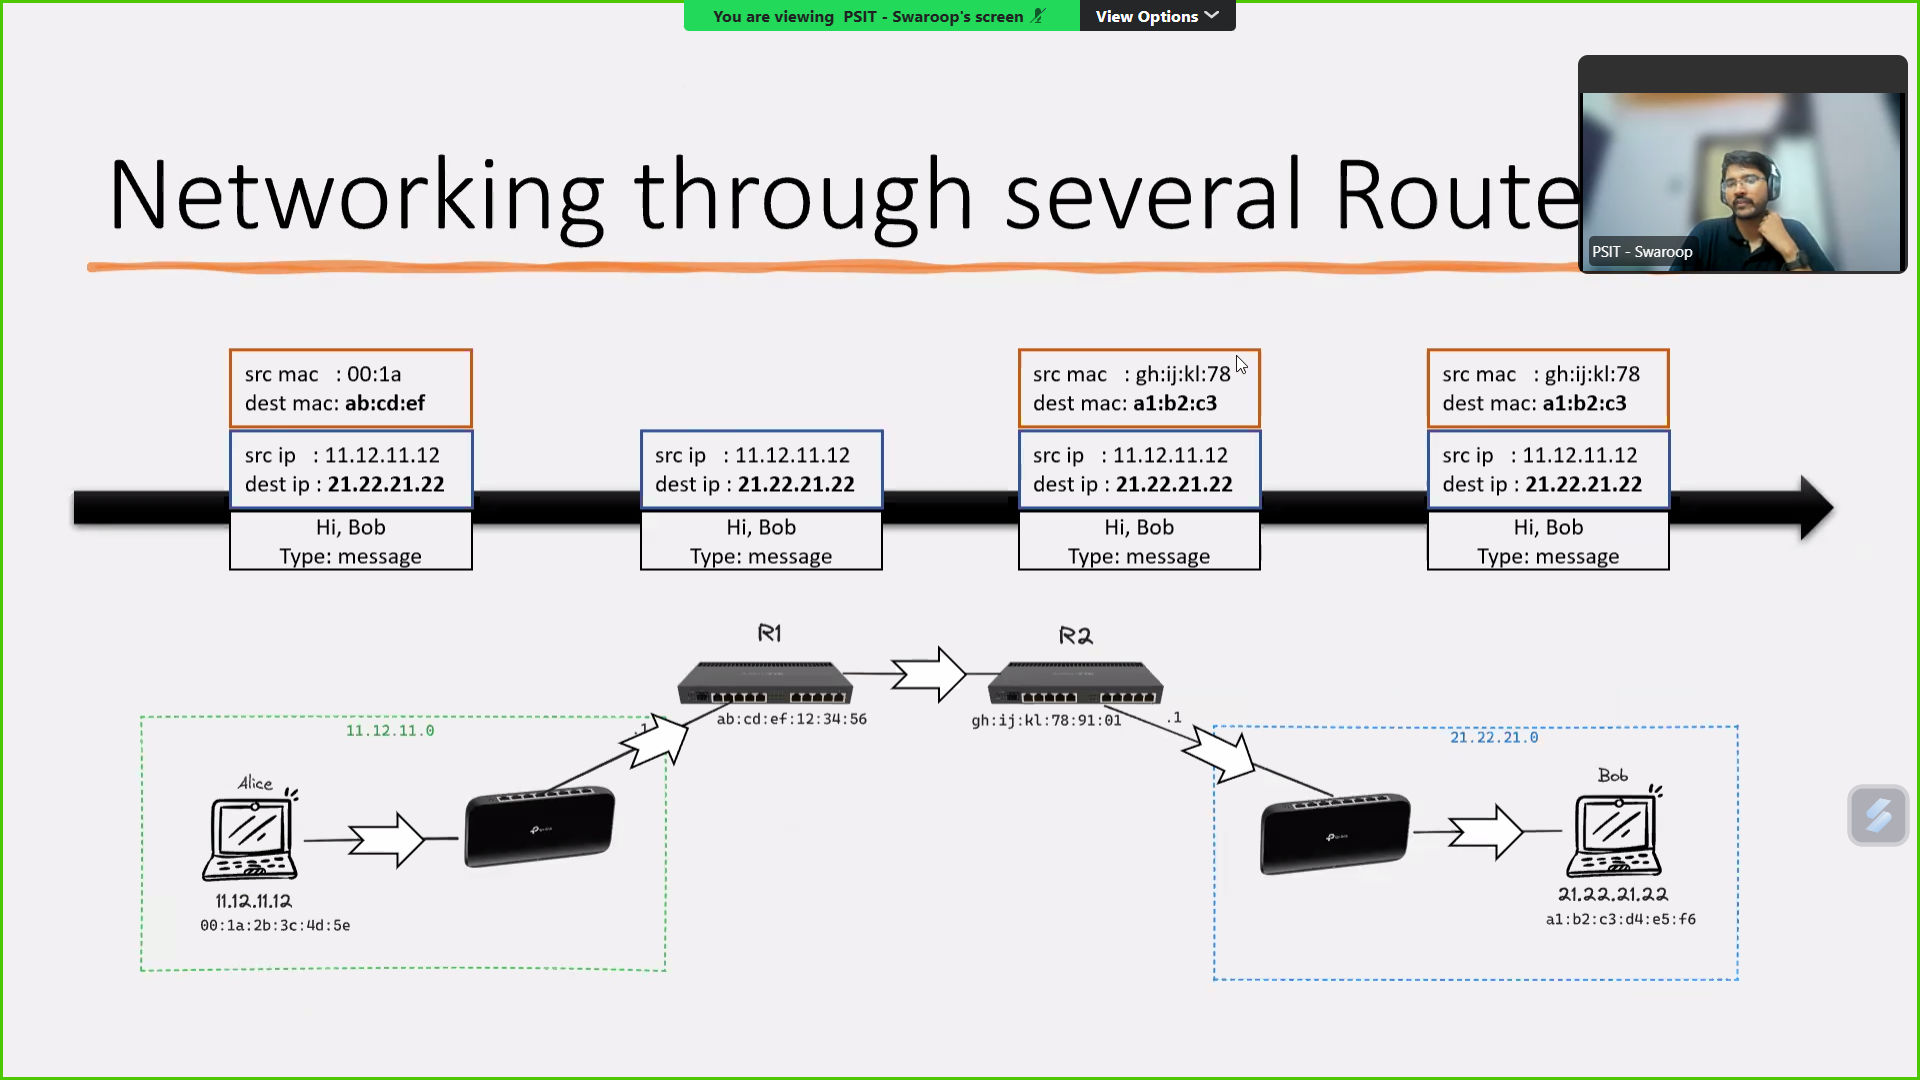 You are viewing PSIT - Swaroop's screen
View Options
Networking through several Route
PSIT - Swaroop
src mac : 00:1a
dest mac: ab:cd:ef
src ip : 11.12.11.12
dest ip : 21.22.21.22
Hi, Bob
Type: message
src ip : 11.12.11.12
dest ip : 21.22.21.22
Hi, Bob
Type: message
src mac : gh:ij:kl:78
dest mac: a1:b2:c3
src ip : 11.12.11.12
dest ip : 21.22.21.22
Hi, Bob
Type: message
src mac : gh:ij:kl:78
dest mac: a1:b2:c3
src ip : 11.12.11.12
dest ip : 21.22.21.22
Hi, Bob
Type: message
R1
R2
ab:cd:ef:12:34:56
gh:ij:kl:78:91:01
.1
.1
11.12.11.0
21.22.21.0
Alice
Bob
11.12.11.12
00:1a:2b:3c:4d:5e
21.22.21.22
a1:b2:c3:d4:e5:f6